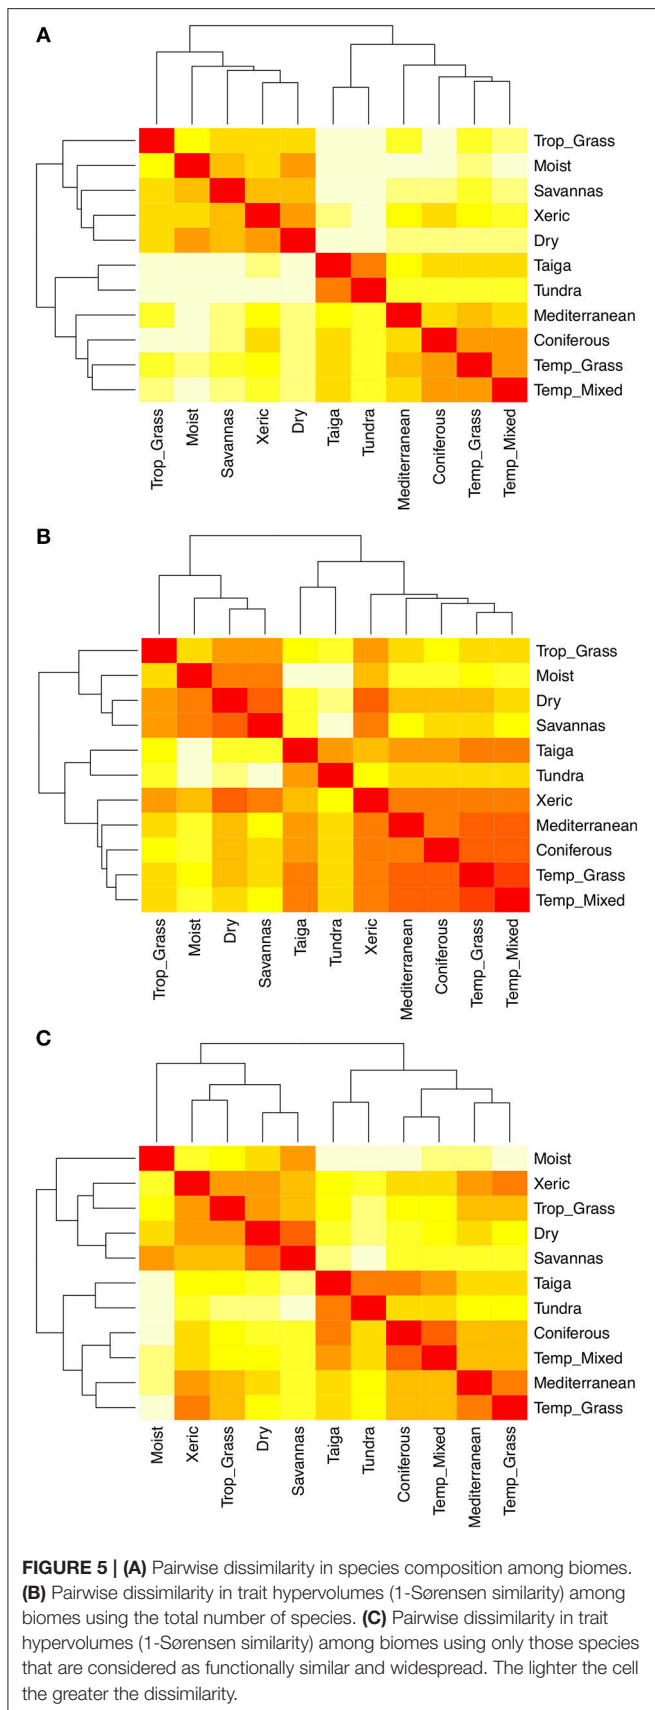 A
Trop_Grass
Moist
Savannas
Xeric
Dry
Taiga
Tundra
Mediterranean
Coniferous
Temp_Grass
Temp_Mixed
Trop_Grass
Moist
Savannas
Xeric
Dry
Taiga
Tundra
Mediterranean
Coniferous
Temp_Grass
Temp_Mixed
B
Trop_Grass
Moist
Dry
Savannas
Taiga
Tundra
Xeric
Mediterranean
Coniferous
Temp_Grass
Temp_Mixed
Trop_Grass
Moist
Dry
Savannas
Taiga
Tundra
Xeric
Mediterranean
Coniferous
Temp_Grass
Temp_Mixed
C
Moist
Xeric
Trop_Grass
Dry
Savannas
Taiga
Tundra
Coniferous
Temp_Mixed
Mediterranean
Temp_Grass
Moist
Xeric
Trop_Grass
Dry
Savannas
Taiga
Tundra
Coniferous
Temp_Mixed
Mediterranean
Temp_Grass
FIGURE 5 | (A) Pairwise dissimilarity in species composition among biomes.
(B) Pairwise dissimilarity in trait hypervolumes (1-Sørensen similarity) among
biomes using the total number of species. (C) Pairwise dissimilarity in trait
hypervolumes (1-Sørensen similarity) among biomes using only those species
that are considered as functionally similar and widespread. The lighter the cell
the greater the dissimilarity.